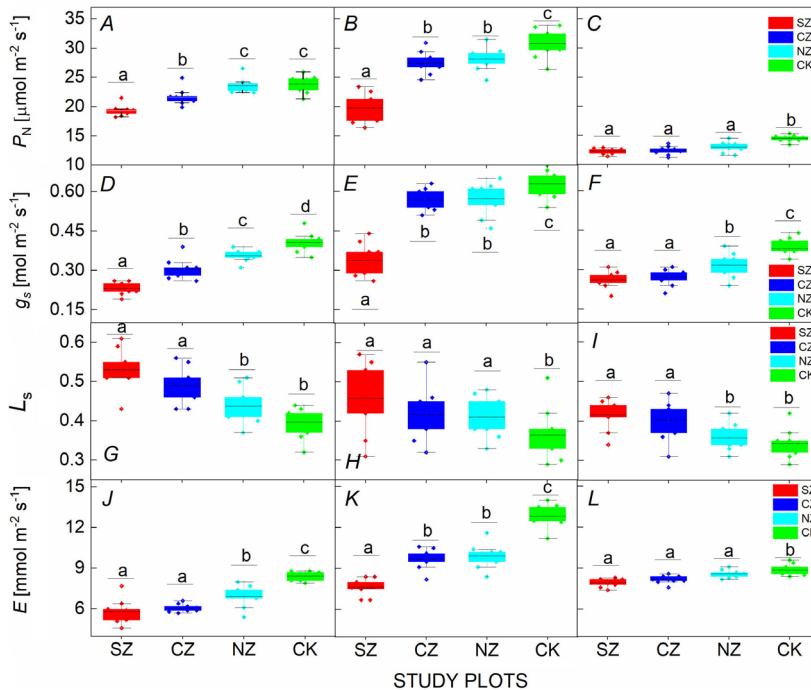 A
B
C
35
30
25
20
15
10
P_N [μmol m⁻² s⁻¹]
a
b
c
c
a
b
b
c
a
a
a
b
SZ
CZ
NZ
CK
D
E
F
0.60
0.45
0.30
0.15
g_s [mol m⁻² s⁻¹]
a
b
c
d
a
b
b
c
a
a
b
c
SZ
CZ
NZ
CK
G
H
I
0.6
0.5
0.4
0.3
L_s
a
a
b
b
a
a
a
b
a
a
b
b
SZ
CZ
NZ
CK
J
K
L
15
12
9
6
E [mmol m⁻² s⁻¹]
a
a
b
c
a
b
b
c
a
a
a
b
SZ
CZ
NZ
CK
SZ CZ NZ CK SZ CZ NZ CK SZ CZ NZ CK
STUDY PLOTS